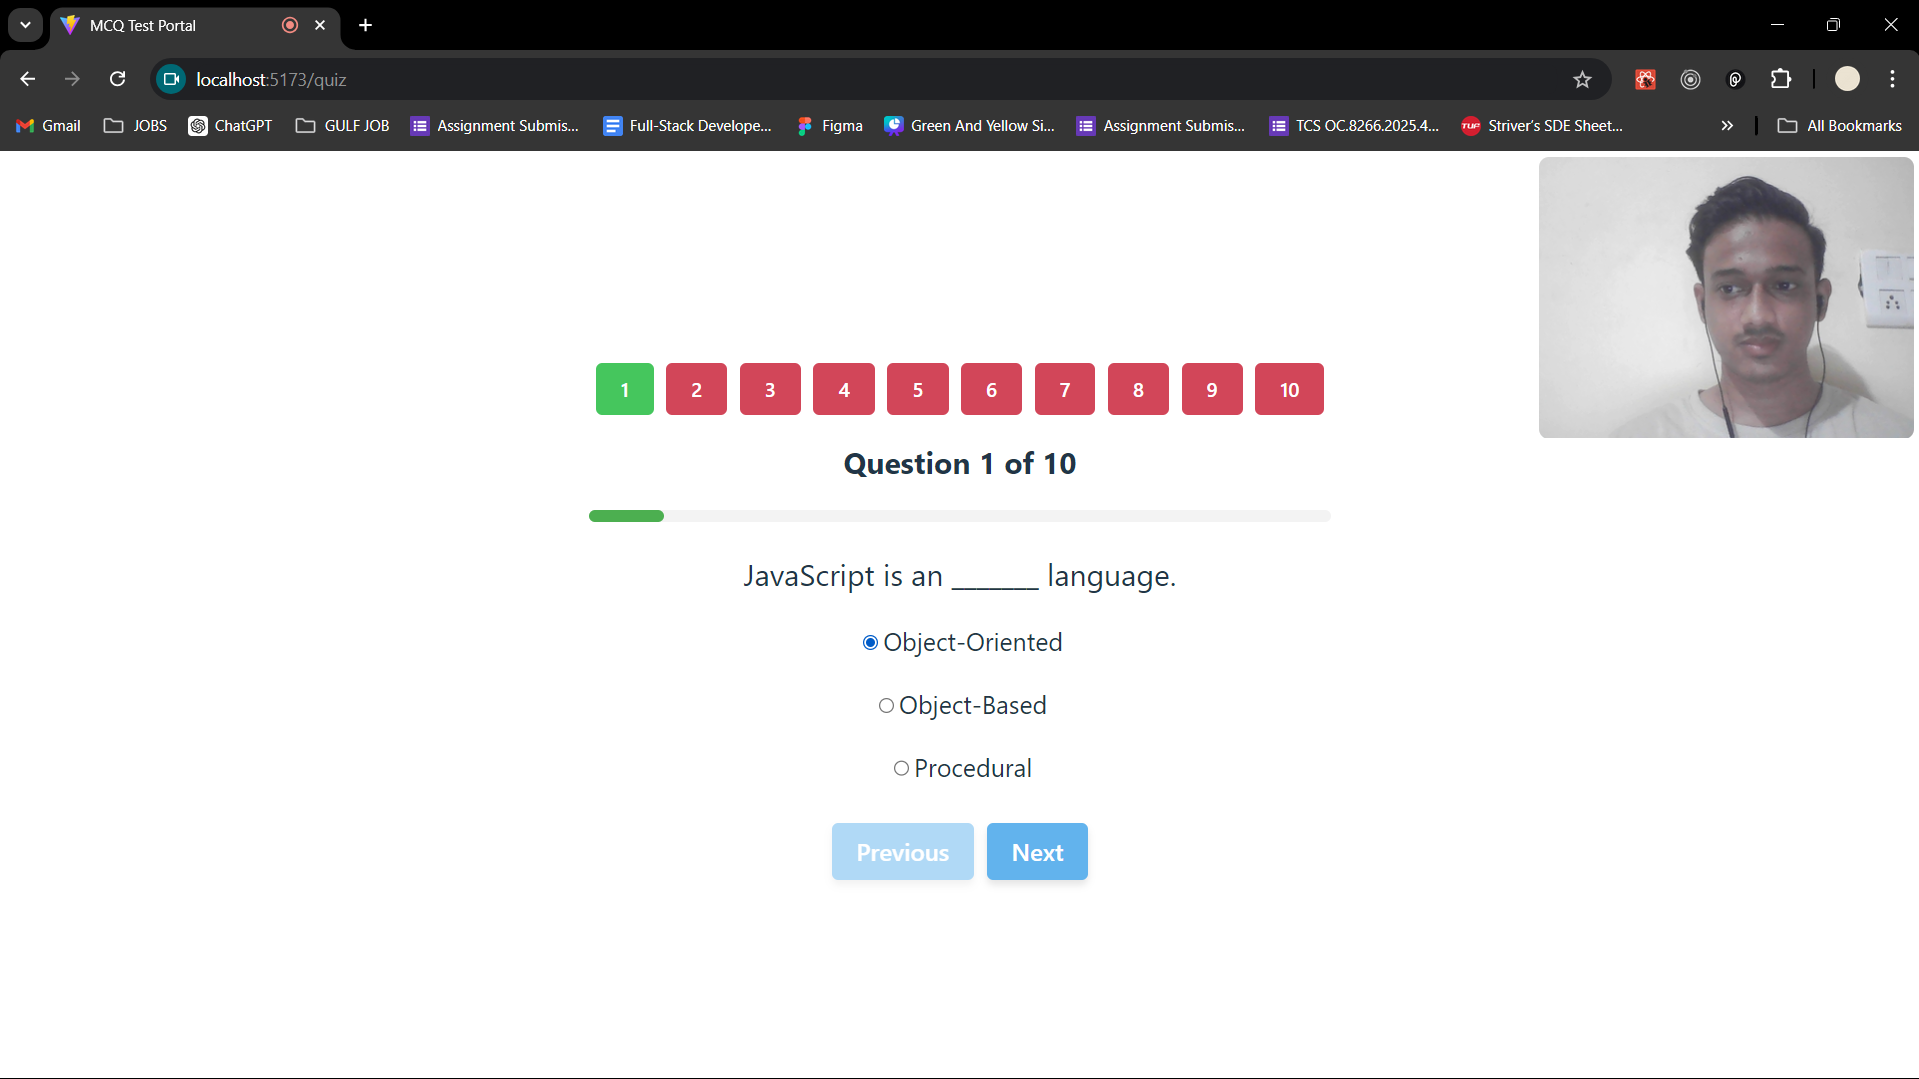 MCQ Test Portal
localhost:5173/quiz
Gmail JOBS ChatGPT GULF JOB Assignment Submis... Full-Stack Develope... Figma Green And Yellow Si... Assignment Submis... TCS OC.8266.2025.4... TUF Striver's SDE Sheet... » All Bookmarks
1 2 3 4 5 6 7 8 9 10
Question 1 of 10
JavaScript is an _______ language.
Object-Oriented
Object-Based
Procedural
Previous Next